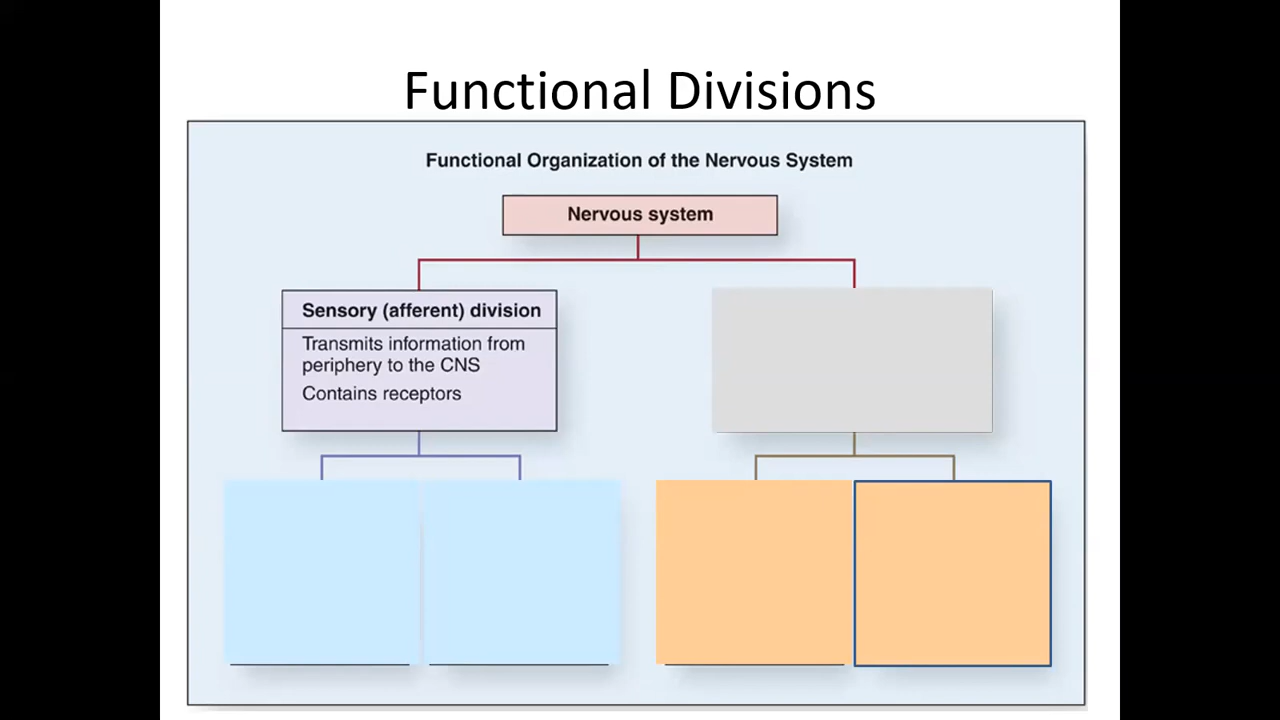 Functional Divisions
Functional Organization of the Nervous System
Nervous system
Sensory (afferent) division
Transmits information from
periphery to the CNS
Contains receptors